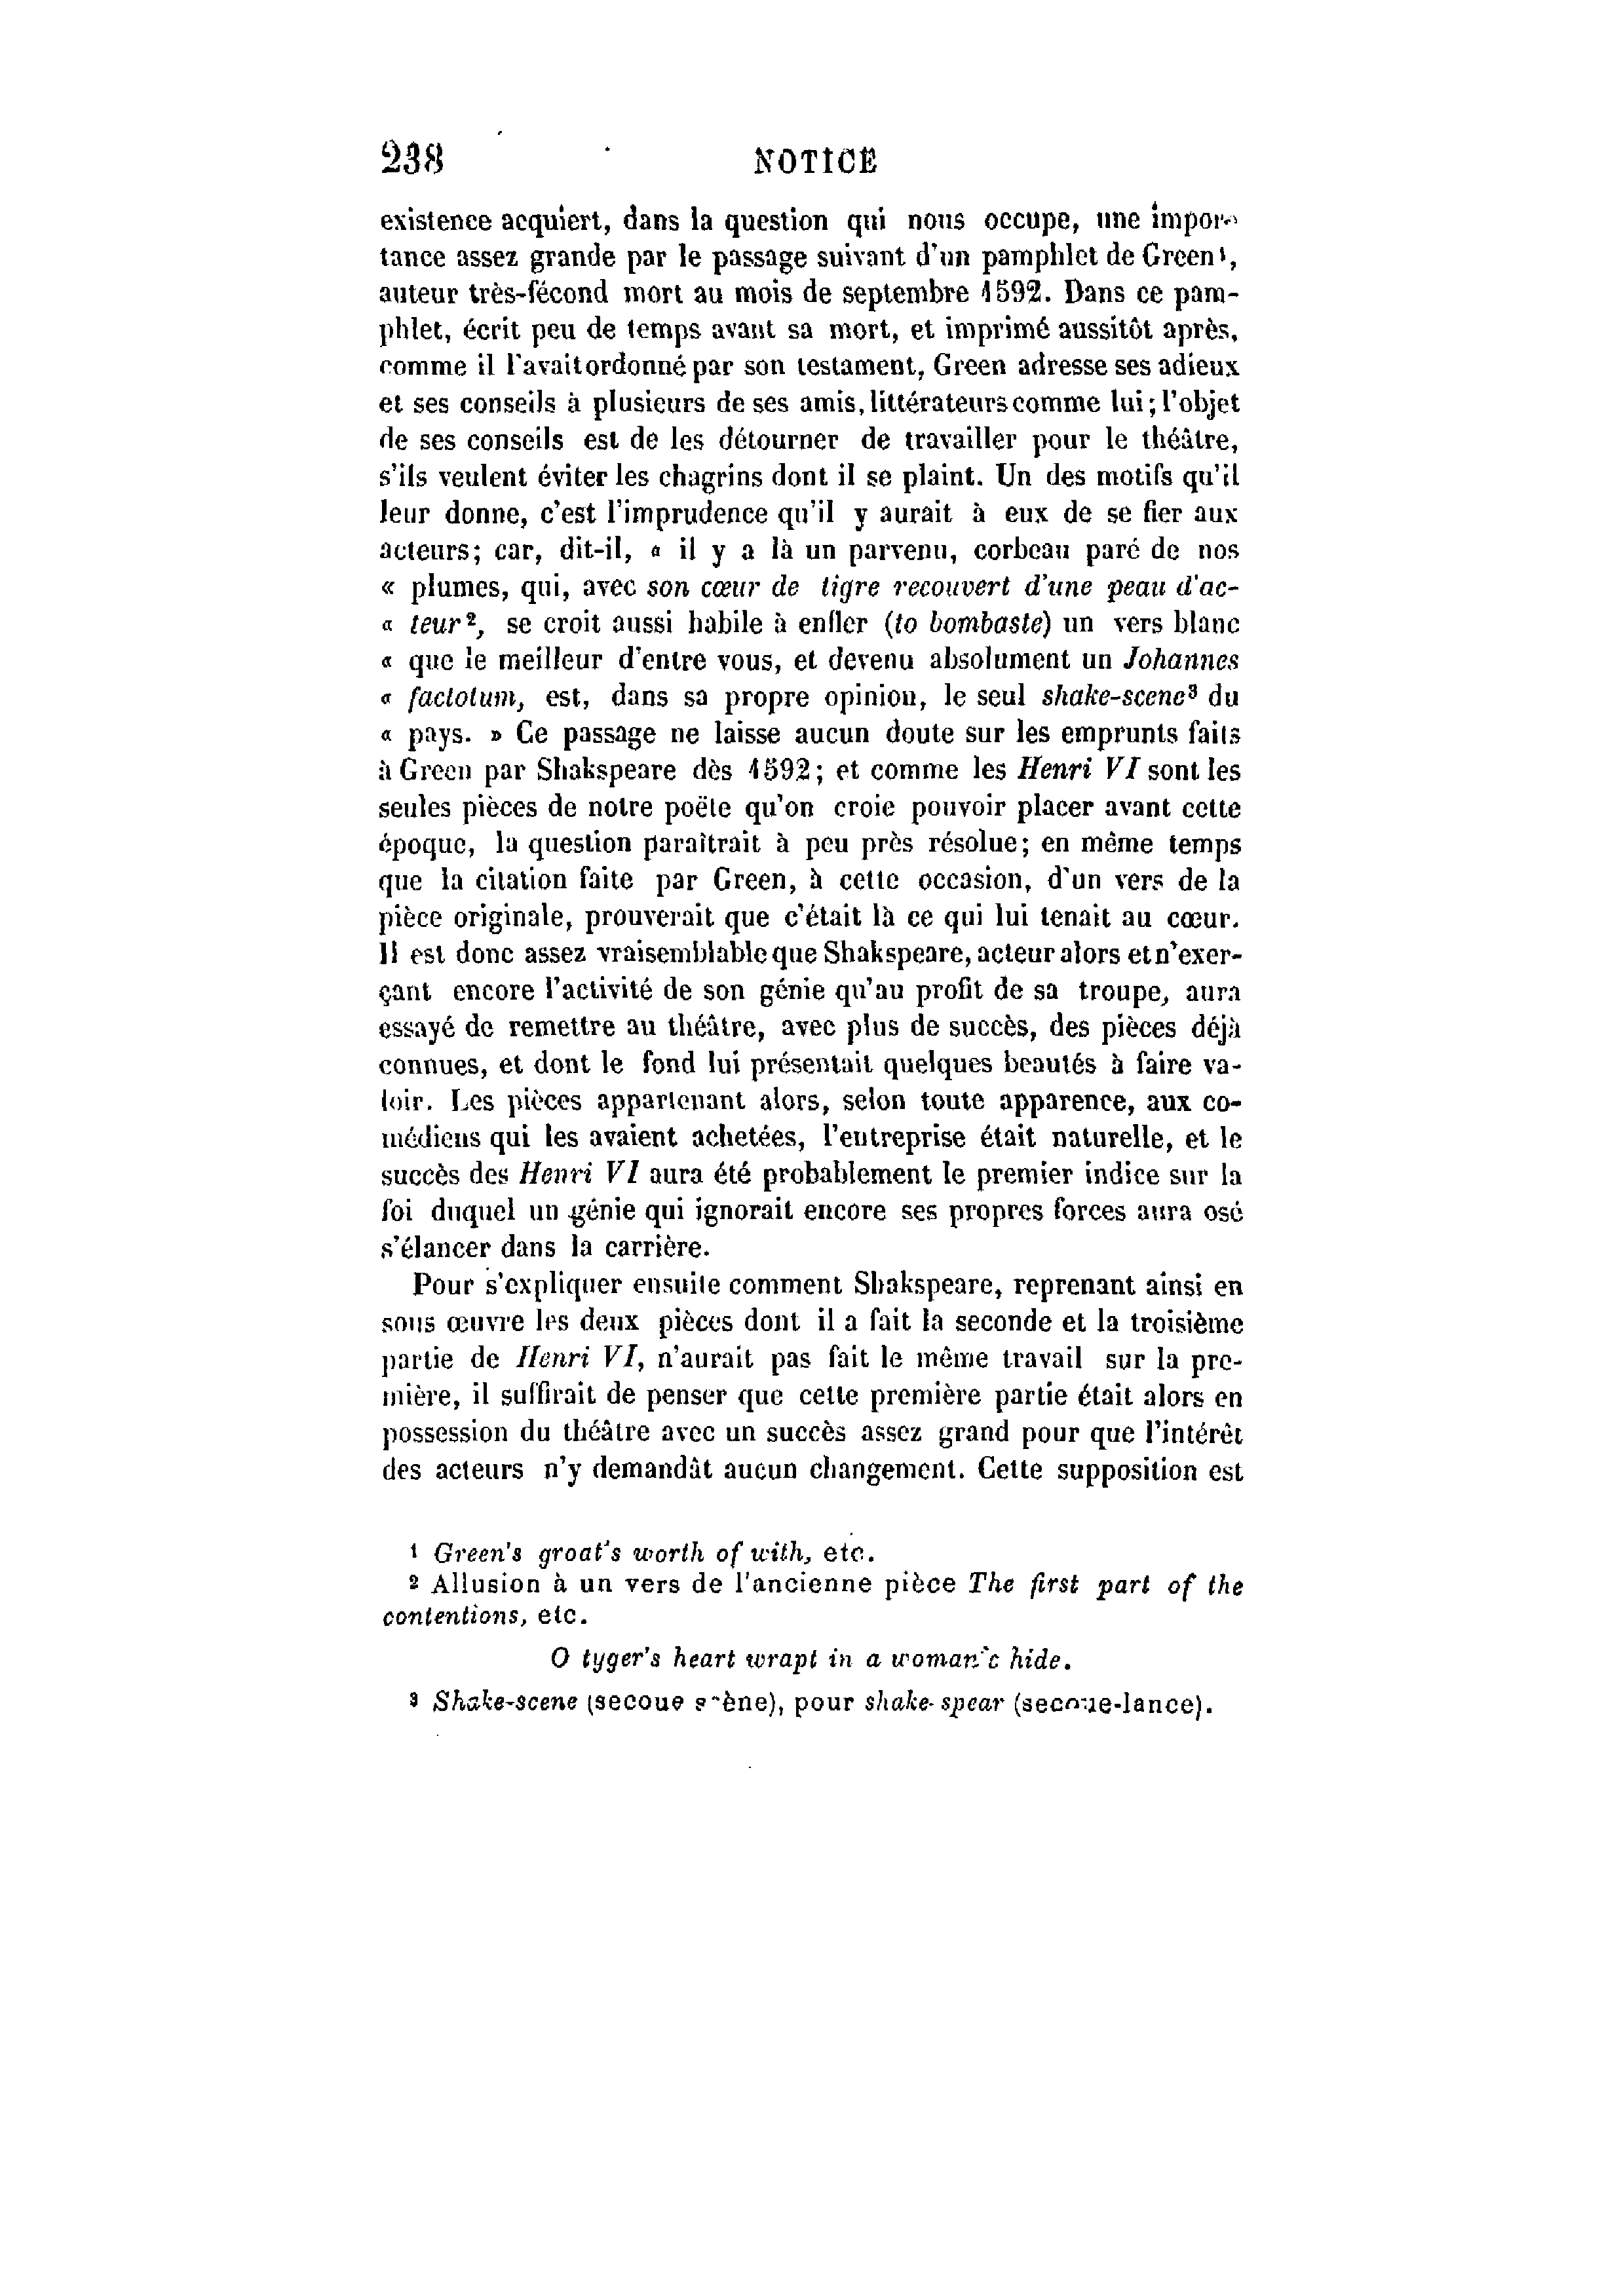 238 NOTICE
existence acquiert, dans la question qui nous occupe, une impor-
tance assez grande par le passage suivant d'un pamphlet de Green¹,
auteur très-fécond mort au mois de septembre 1592. Dans ce pam-
phlet, écrit peu de temps avant sa mort, et imprimé aussitôt après,
comme il l'avait ordonné par son testament, Green adresse ses adieux
et ses conseils à plusieurs de ses amis, littérateurs comme lui; l'objet
de ses conseils est de les détourner de travailler pour le théâtre,
s'ils veulent éviter les chagrins dont il se plaint. Un des motifs qu'il
leur donne, c'est l'imprudence qu'il y aurait à eux de se fier aux
acteurs; car, dit-il, « il y a là un parvenu, corbeau paré de nos
« plumes, qui, avec son cœur de tigre recouvert d'une peau d'ac-
« teur², se croit aussi habile à enfler (to bombaste) un vers blanc
« que le meilleur d'entre vous, et devenu absolument un Johannes
« factotum, est, dans sa propre opinion, le seul shake-scene³ du
« pays. » Ce passage ne laisse aucun doute sur les emprunts faits
à Green par Shakspeare dès 1592; et comme les Henri VI sont les
seules pièces de notre poëte qu'on croie pouvoir placer avant cette
époque, la question paraîtrait à peu près résolue; en même temps
que la citation faite par Green, à cette occasion, d'un vers de la
pièce originale, prouverait que c'était là ce qui lui tenait au cœur.
Il est donc assez vraisemblable que Shakspeare, acteur alors et n'exer-
çant encore l'activité de son génie qu'au profit de sa troupe, aura
essayé de remettre au théâtre, avec plus de succès, des pièces déjà
connues, et dont le fond lui présentait quelques beautés à faire va-
loir. Les pièces appartenant alors, selon toute apparence, aux co-
médiens qui les avaient achetées, l'entreprise était naturelle, et le
succès des Henri VI aura été probablement le premier indice sur la
foi duquel un génie qui ignorait encore ses propres forces aura osé
s'élancer dans la carrière.
Pour s'expliquer ensuite comment Shakspeare, reprenant ainsi en
sous œuvre les deux pièces dont il a fait la seconde et la troisième
partie de Henri VI, n'aurait pas fait le même travail sur la pre-
mière, il suffirait de penser que cette première partie était alors en
possession du théâtre avec un succès assez grand pour que l'intérêt
des acteurs n'y demandât aucun changement. Cette supposition est
¹ Green's groat's worth of with, etc.
² Allusion à un vers de l'ancienne pièce The first part of the
contentions, etc.
O tyger's heart wrapt in a woman'c hide.
³ Shake-scene (secoue scène), pour shake-spear (secoue-lance).